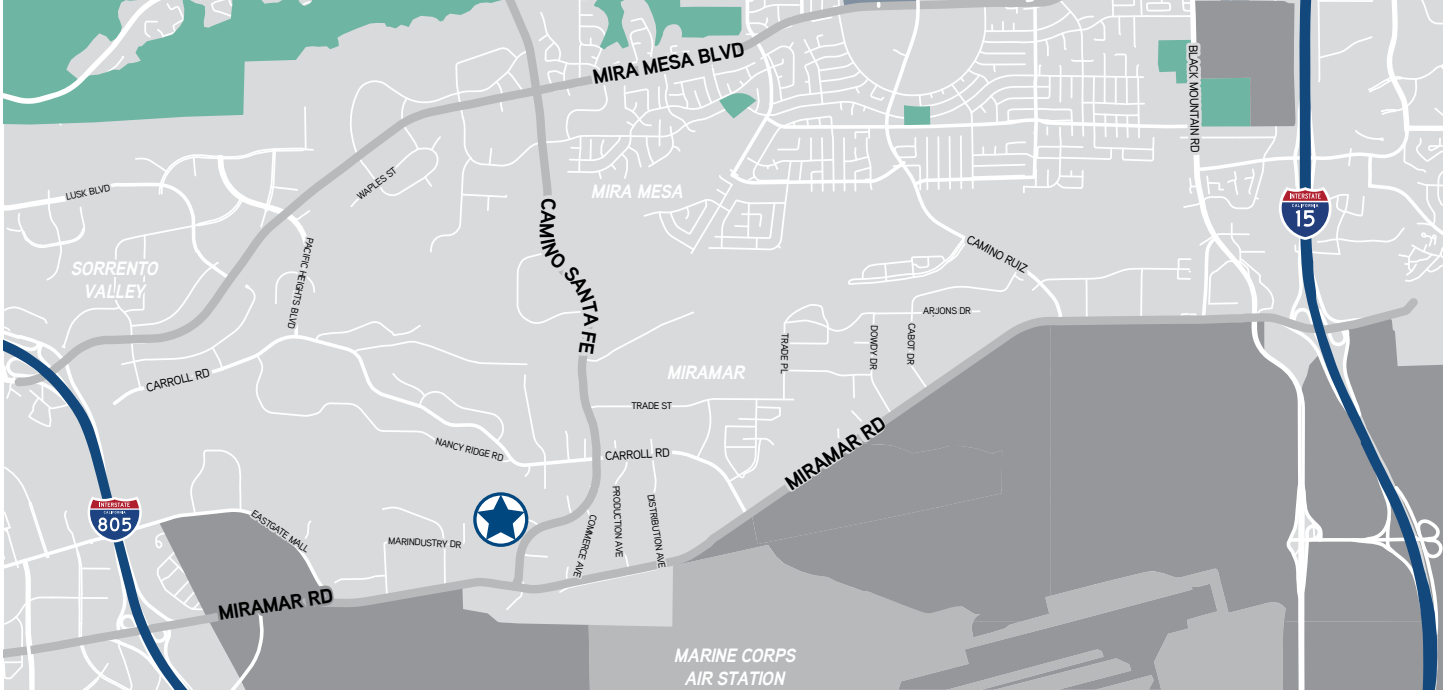 MIRA MESA BLVD
BLACK MOUNTAIN RD
LUSK BLVD
WAPLES ST
MIRA MESA
INTERSTATE
CALIFORNIA
15
CAMINO SANTA FE
SORRENTO
VALLEY
PACIFIC HEIGHTS BLVD
CAMINO RUIZ
ARJONS DR
TRADE PL
DOWDY DR
CABOT DR
CARROLL RD
MIRAMAR
TRADE ST
NANCY RIDGE RD
CARROLL RD
MIRAMAR RD
INTERSTATE
CALIFORNIA
805
EASTGATE MALL
MARINDUSTRY DR
COMMERCE AVE
PRODUCTION AVE
DISTRIBUTION AVE
MIRAMAR RD
MARINE CORPS
AIR STATION